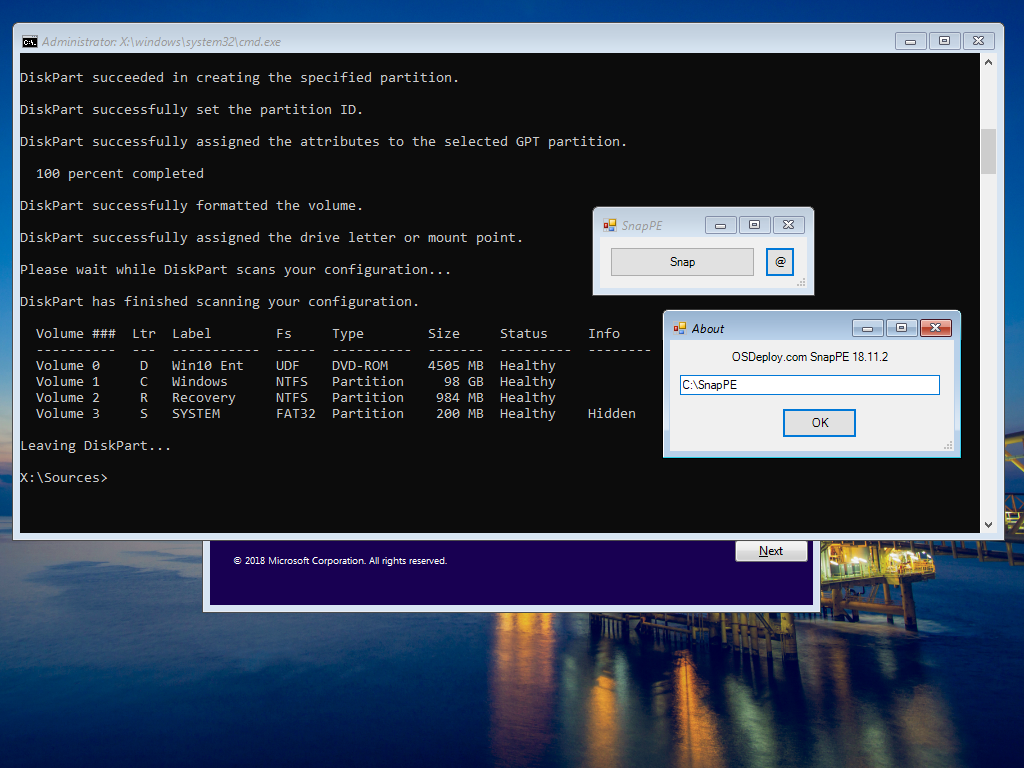 Administrator: X:\windows\system32\cmd.exe
DiskPart succeeded in creating the specified partition.
DiskPart successfully set the partition ID.
DiskPart successfully assigned the attributes to the selected GPT partition.
100 percent completed
DiskPart successfully formatted the volume.
DiskPart successfully assigned the drive letter or mount point.
Please wait while DiskPart scans your configuration...
DiskPart has finished scanning your configuration.
Volume ###  Ltr  Label        Fs     Type        Size     Status     Info
----------  ---  -----------  -----  ----------  -------  ---------  --------
Volume 0     D   Win10 Ent    UDF    DVD-ROM     4505 MB  Healthy
Volume 1     C   Windows      NTFS   Partition     98 GB  Healthy
Volume 2     R   Recovery     NTFS   Partition    984 MB  Healthy
Volume 3     S   SYSTEM       FAT32  Partition    200 MB  Healthy    Hidden
Leaving DiskPart...
X:\Sources>
SnapPE
Snap
@
About
OSDeploy.com SnapPE 18.11.2
C:\SnapPE
OK
© 2018 Microsoft Corporation. All rights reserved.
Next